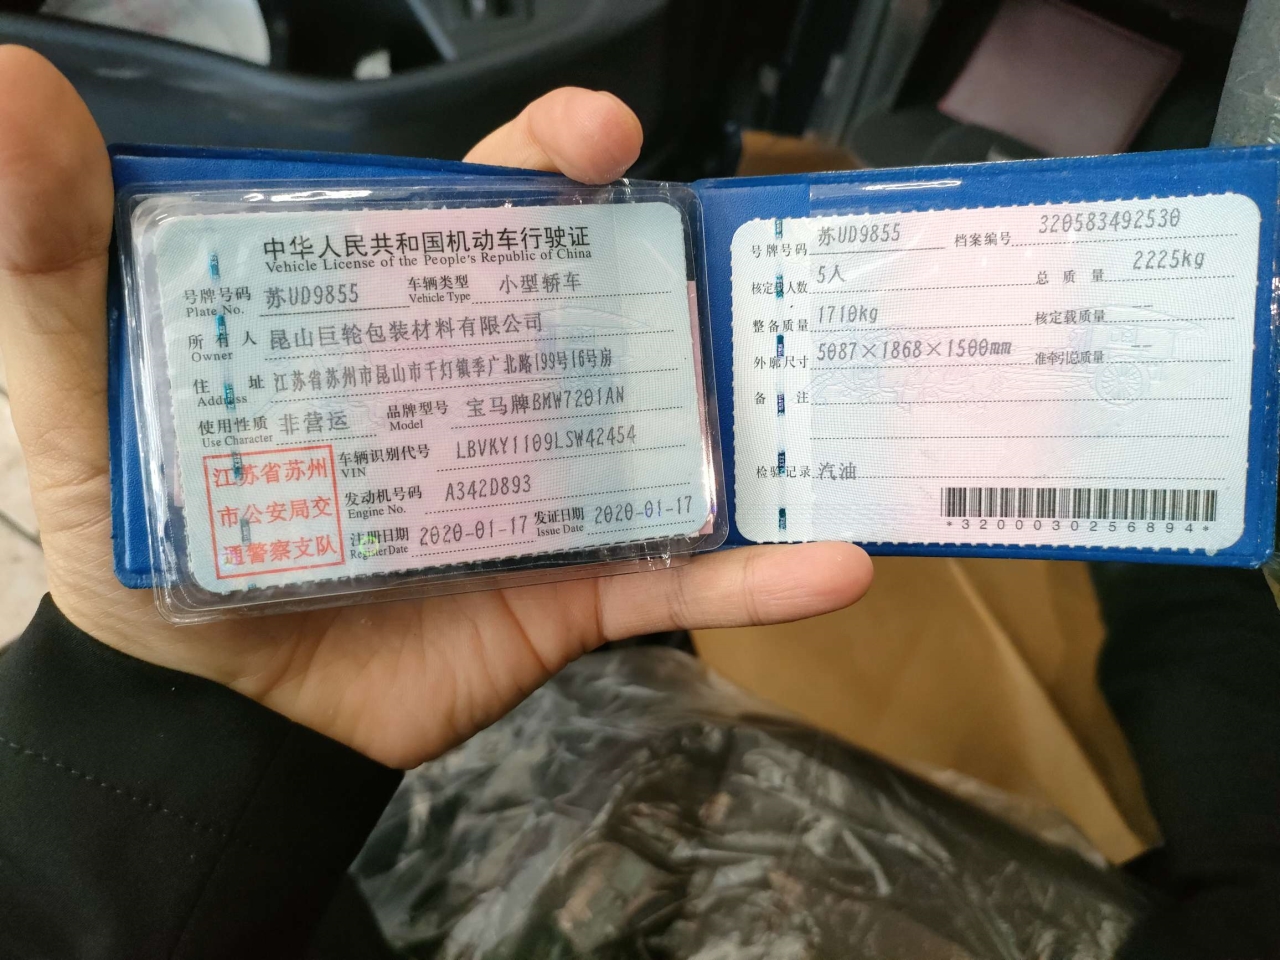 中华人民共和国机动车行驶证
Vehicle License of the People's Republic of China
号牌号码 苏UD9855 车辆类型 小型轿车
Plate No. Vehicle Type
所有人 昆山巨轮包装材料有限公司
Owner
住址 江苏省苏州市昆山市千灯镇季广北路199号16号房
Address
使用性质 非营运 品牌型号 宝马牌BMW7201AN
Use Character Model
江苏省苏州
市公安局交
通警察支队
车辆识别代号 LBVKY1109LSW42454
VIN
发动机号码 A342D893
Engine No.
注册日期 2020-01-17 发证日期 2020-01-17
Register Date Issue Date
号牌号码 苏UD9855 档案编号 320583492530
核定载人数 5人 总质量 2225kg
整备质量 1710kg 核定载质量 --
外廓尺寸 5087×1868×1500mm 准牵引总质量 --
备注
检验记录 汽油
*3200030256894*